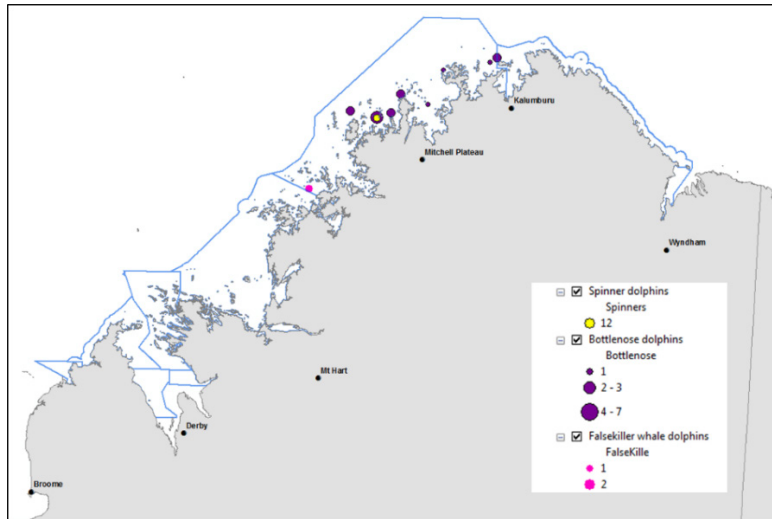 Kalumburu
Mitchell Plateau
Wyndham
Mt Hart
Derby
Broome
Spinner dolphins
Spinners
12
Bottlenose dolphins
Bottlenose
1
2 - 3
4 - 7
Falsekiller whale dolphins
FalseKille
1
2